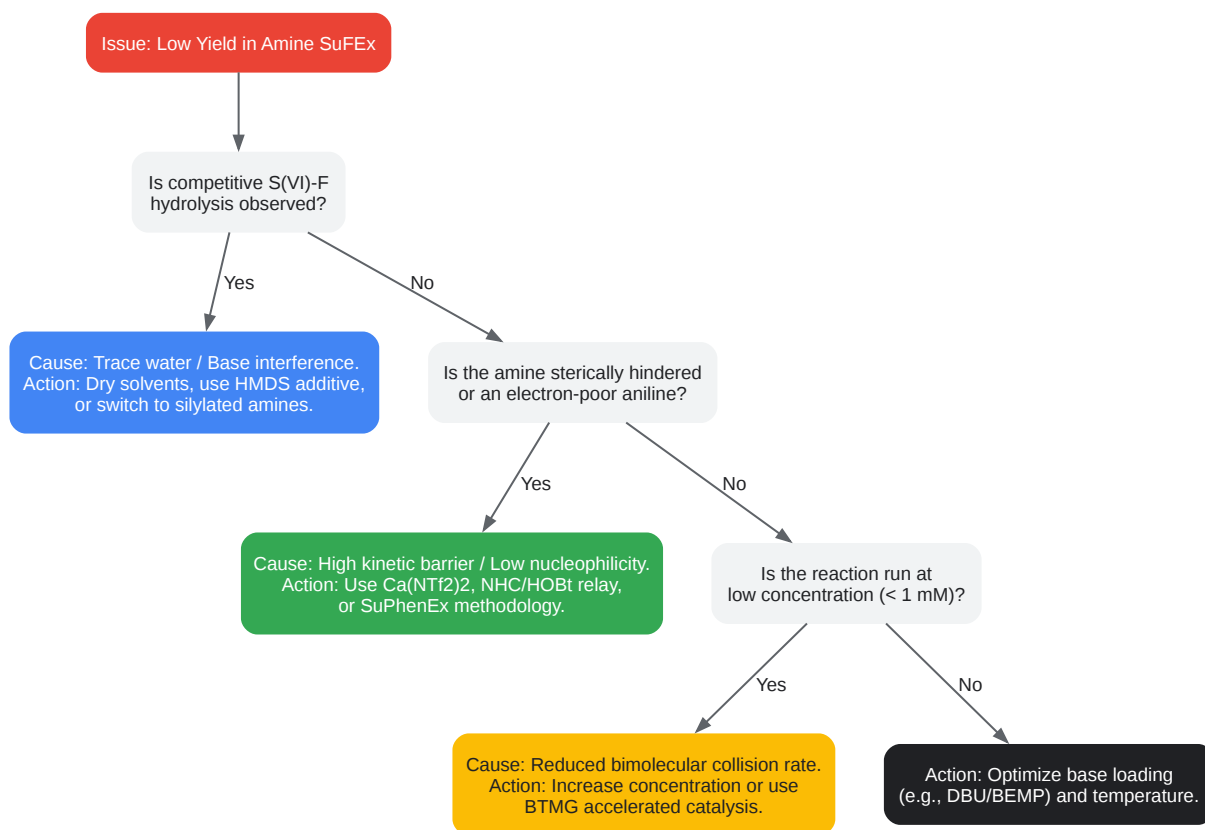 Issue: Low Yield in Amine SuFEx
Is competitive S(VI)-F
hydrolysis observed?
Yes
No
Cause: Trace water / Base interference.
Action: Dry solvents, use HMDS additive,
or switch to silylated amines.
Is the amine sterically hindered
or an electron-poor aniline?
Yes
No
Cause: High kinetic barrier / Low nucleophilicity.
Action: Use Ca(NTf2)2, NHC/HOBt relay,
or SuPhenEx methodology.
Is the reaction run at
low concentration (< 1 mM)?
Yes
No
Cause: Reduced bimolecular collision rate.
Action: Increase concentration or use
BTMG accelerated catalysis.
Action: Optimize base loading
(e.g., DBU/BEMP) and temperature.